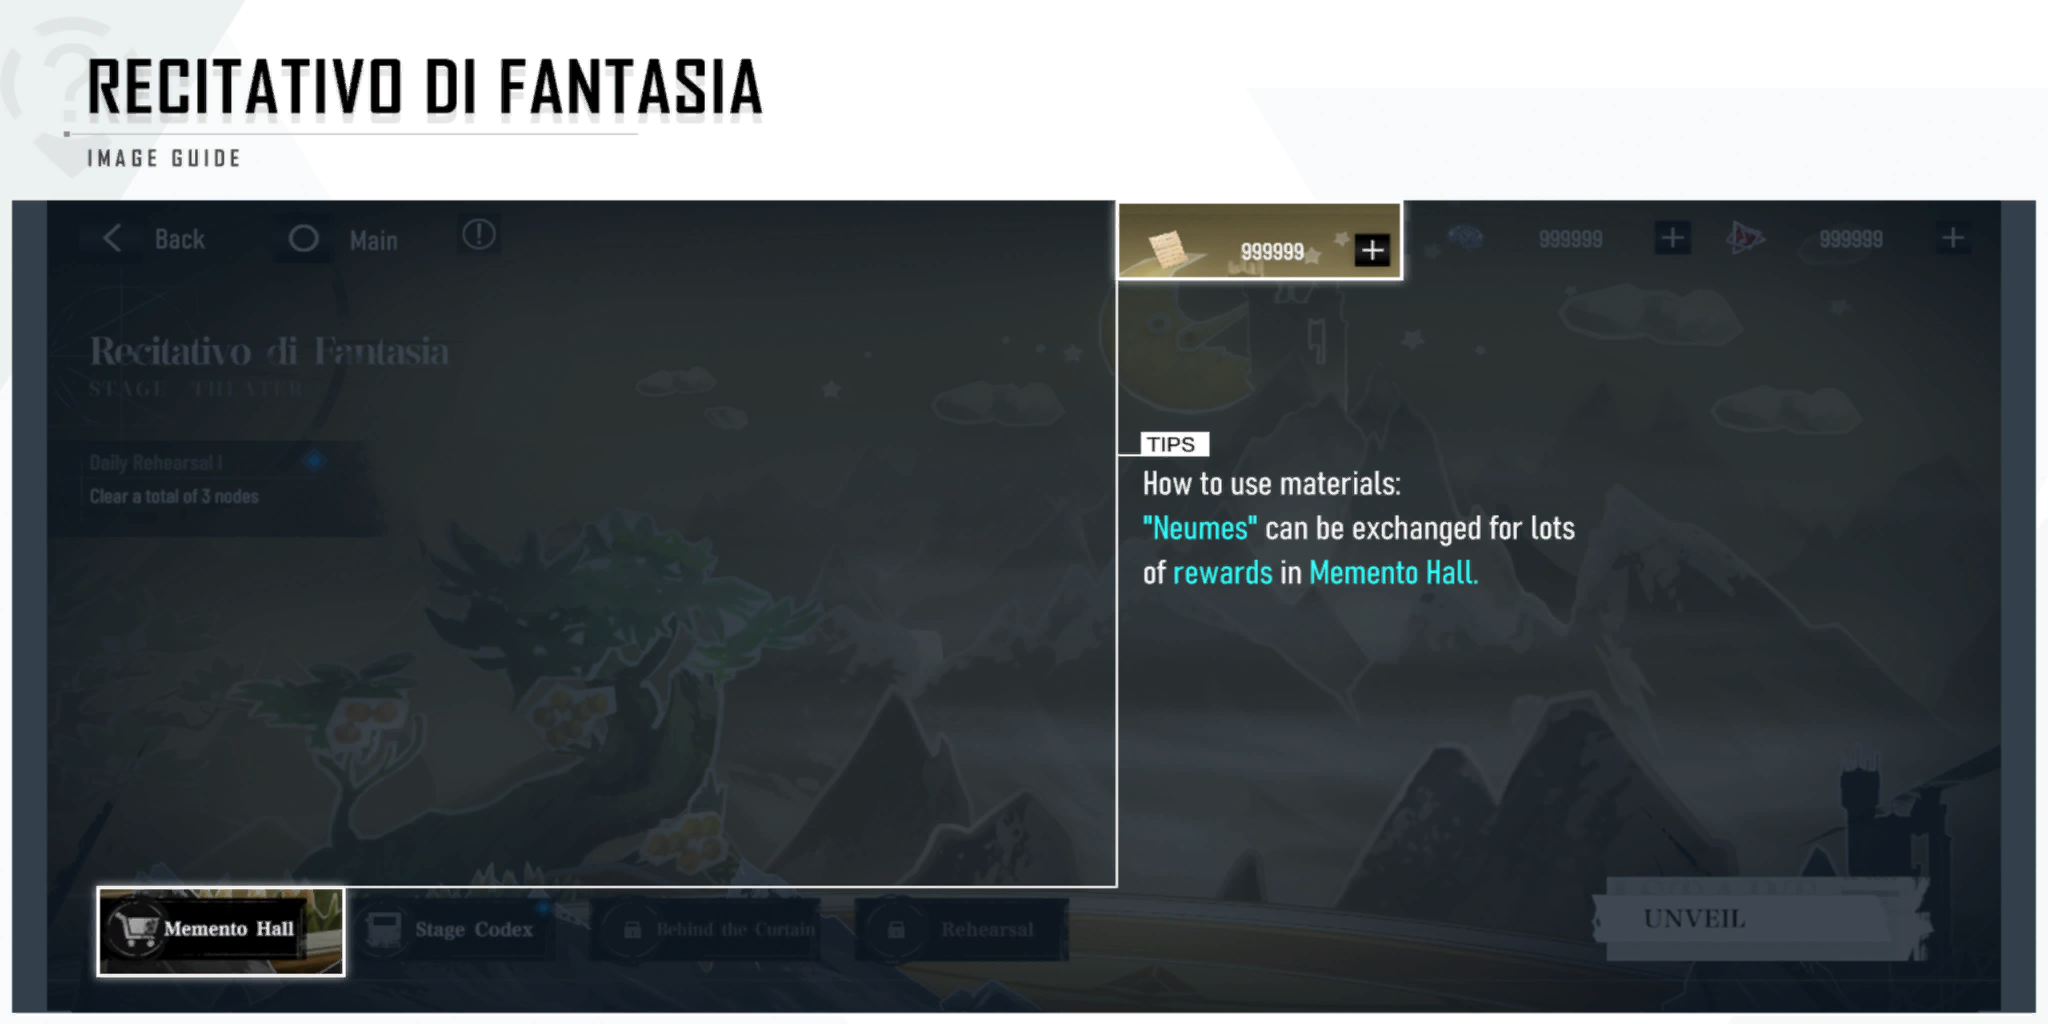 RECITATIVO DI FANTASIA
IMAGE GUIDE
Back
Main
999999
999999
999999
Recitativo di Fantasia
STAGE THEATER
Daily Rehearsal I
Clear a total of 3 nodes
TIPS
How to use materials:
"Neumes" can be exchanged for lots
of rewards in Memento Hall.
Memento Hall
Stage Codex
Behind the Curtain
Rehearsal
UNVEIL